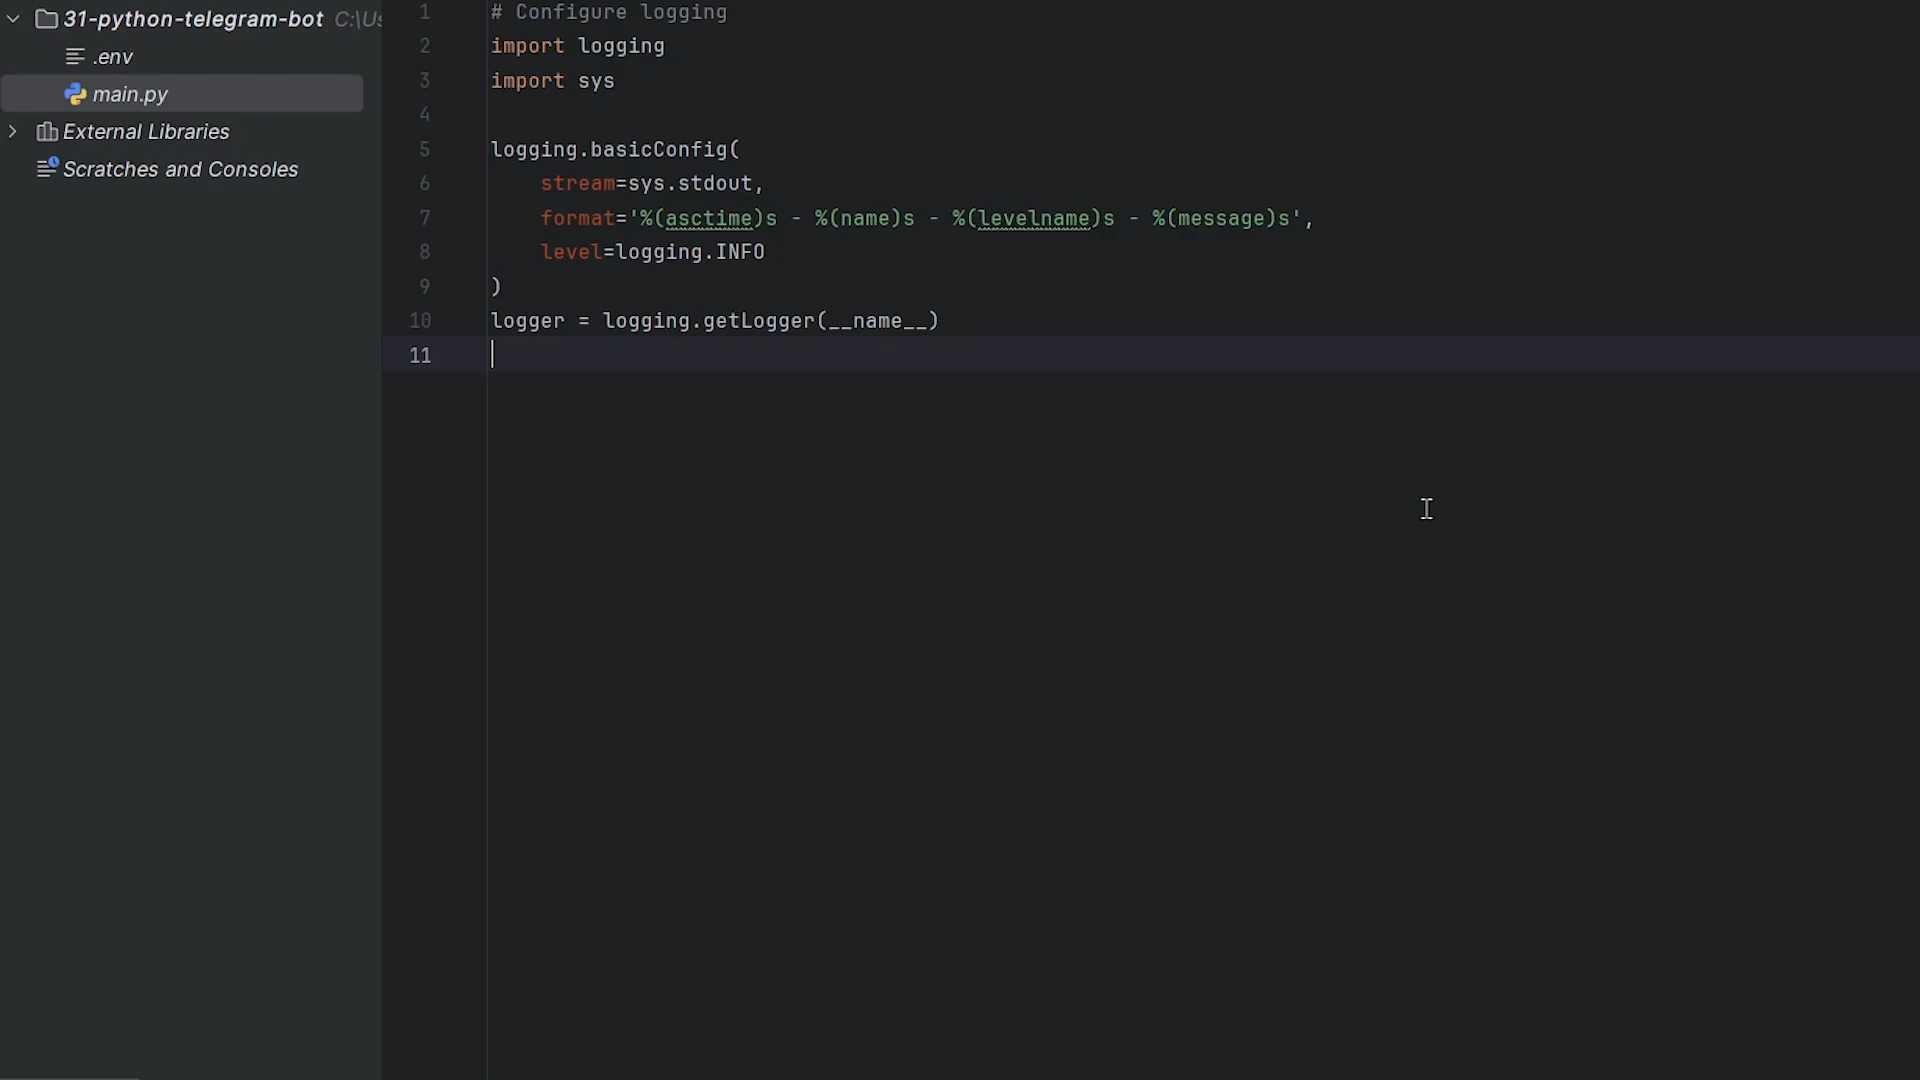 31-python-telegram-bot C:\Us
.env
main.py
External Libraries
Scratches and Consoles
1 # Configure logging
2 import logging
3 import sys
4
5 logging.basicConfig(
6 stream=sys.stdout,
7 format='%(asctime)s - %(name)s - %(levelname)s - %(message)s',
8 level=logging.INFO
9 )
10 logger = logging.getLogger(__name__)
11